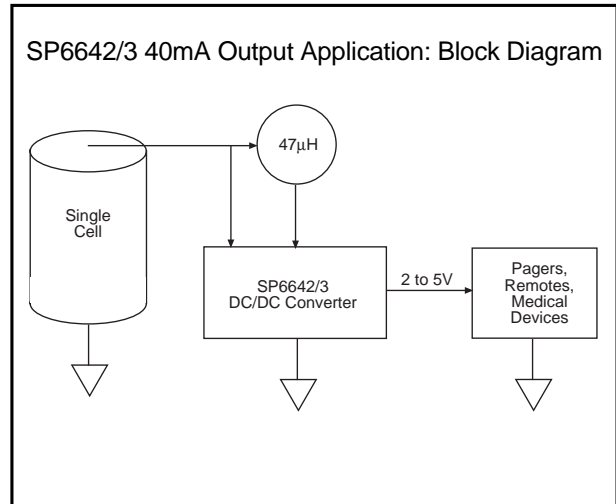 SP6642/3 40mA Output Application: Block Diagram
47μH
Single
Cell
SP6642/3
DC/DC Converter
2 to 5V
Pagers,
Remotes,
Medical
Devices